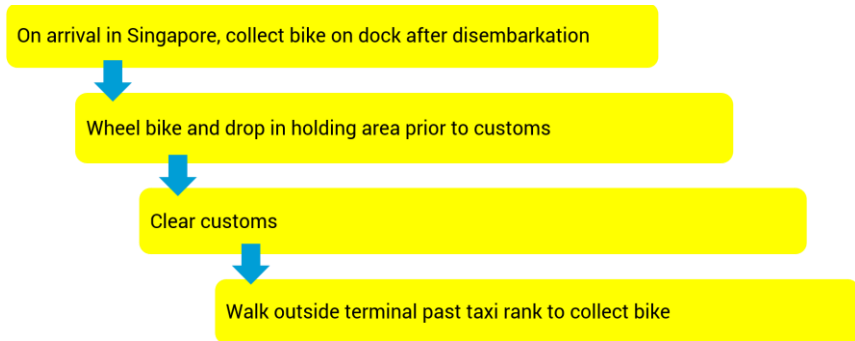 On arrival in Singapore, collect bike on dock after disembarkation
Wheel bike and drop in holding area prior to customs
Clear customs
Walk outside terminal past taxi rank to collect bike